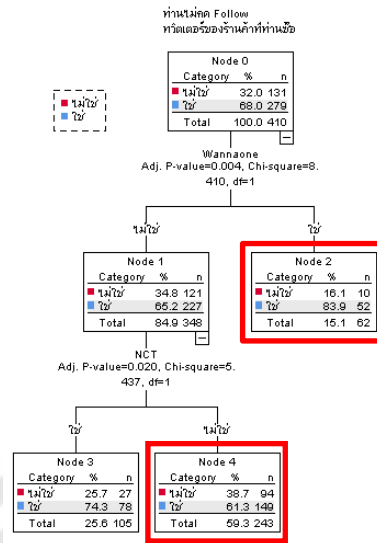 ท่านไม่กด Follow
ทวิตเตอร์ของร้านค้าที่ท่านซื้อ
ไม่ใช่
ใช่
Node 0
Category % n
ไม่ใช่ 32.0 131
ใช่ 68.0 279
Total 100.0 410
Wannaone
Adj. P-value=0.004, Chi-square=8.
410, df=1
ไม่ใช่
ใช่
Node 1
Category % n
ไม่ใช่ 34.8 121
ใช่ 65.2 227
Total 84.9 348
Node 2
Category % n
ไม่ใช่ 16.1 10
ใช่ 83.9 52
Total 15.1 62
NCT
Adj. P-value=0.020, Chi-square=5.
437, df=1
ใช่
ไม่ใช่
Node 3
Category % n
ไม่ใช่ 25.7 27
ใช่ 74.3 78
Total 25.6 105
Node 4
Category % n
ไม่ใช่ 38.7 94
ใช่ 61.3 149
Total 59.3 243